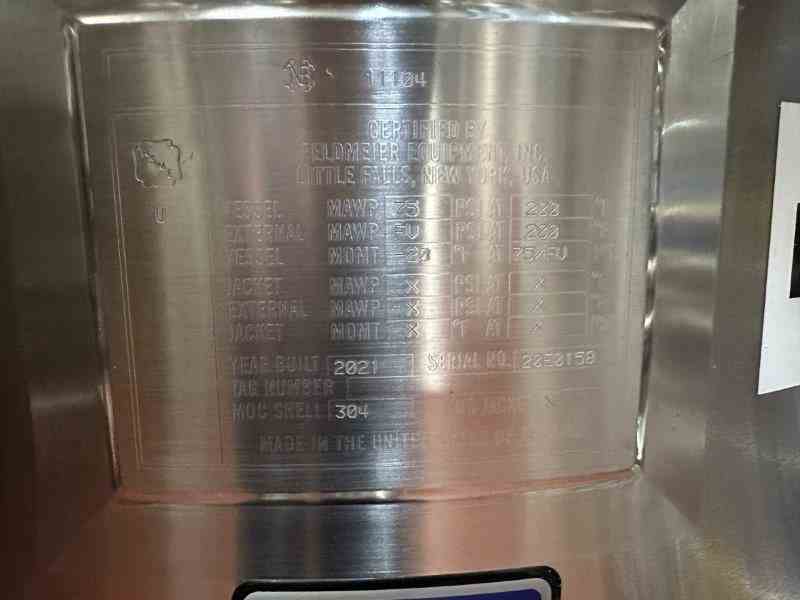 NB 11104
CERTIFIED BY
FELDMEIER EQUIPMENT, INC.
LITTLE FALLS, NEW YORK, USA
U
VESSEL MAWP 75 PSI AT 200 °F
EXTERNAL MAWP FV PSI AT 200 °F
VESSEL MDMT -20 °F AT 75/FV
JACKET MAWP X PSI AT X °F
EXTERNAL MAWP X PSI AT X °F
JACKET MDMT X °F AT X
YEAR BUILT 2021 SERIAL NO. 20E0158
TAG NUMBER
MOC SHELL 304 JACKET X
MADE IN THE UNITED